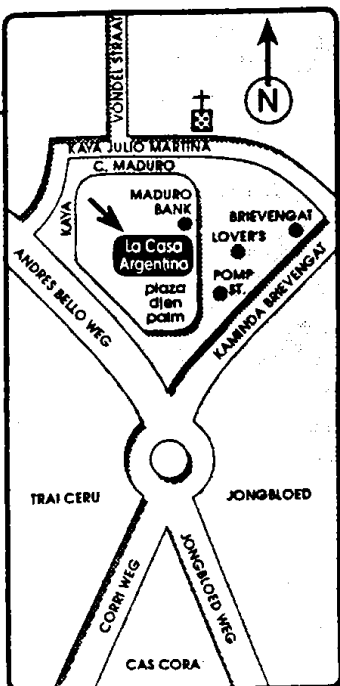 VONDEL STRAAT
N
KAYA JULIO MARTINA
C. MADURO
KAYA
MADURO
BANK
BRIEVENGAT
LOVER'S
La Casa
Argentina
POMP
ST.
plaza
djen
palm
ANDRES BELLO WEG
KAMINDA BRIEVENGAT
TRAI CERU
JONGBLOED
CORRI WEG
JONGBLOED WEG
CAS CORA